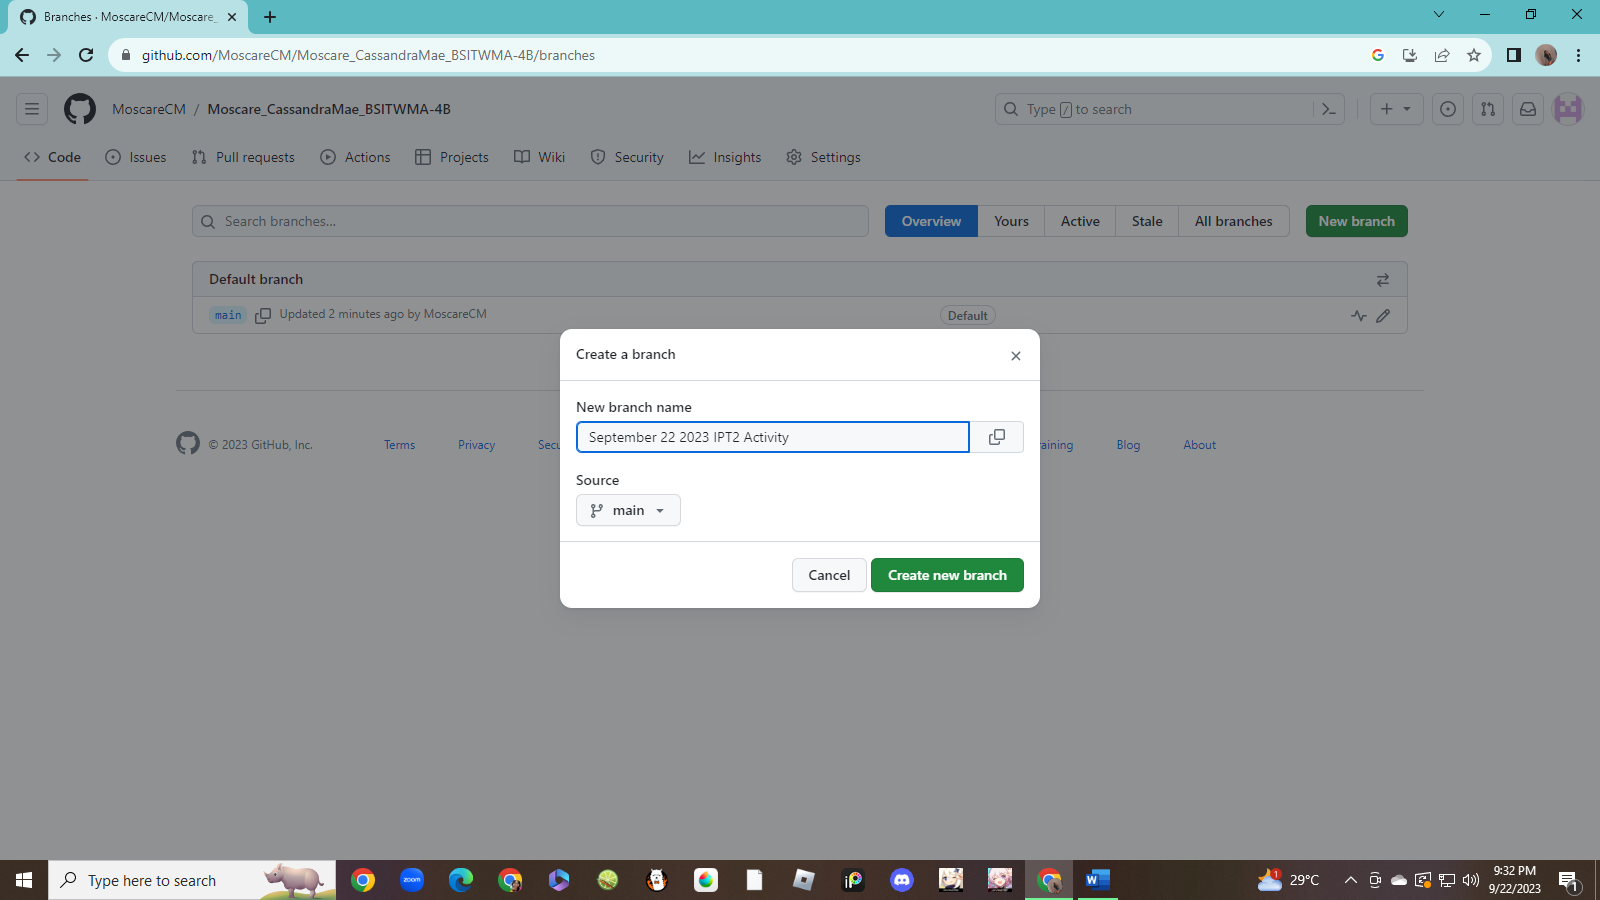 Branches · MoscareCM/Moscare_
github.com/MoscareCM/Moscare_CassandraMae_BSITWMA-4B/branches
MoscareCM / Moscare_CassandraMae_BSITWMA-4B
Type / to search
Code Issues Pull requests Actions Projects Wiki Security Insights Settings
Search branches...
Overview Yours Active Stale All branches New branch
Default branch
main Updated 2 minutes ago by MoscareCM Default
Create a branch
New branch name
September 22 2023 IPT2 Activity
Source
main
Cancel Create new branch
© 2023 GitHub, Inc. Terms Privacy Blog About
Type here to search
zoom
iP
W
1
29°C
9:32 PM
9/22/2023
1